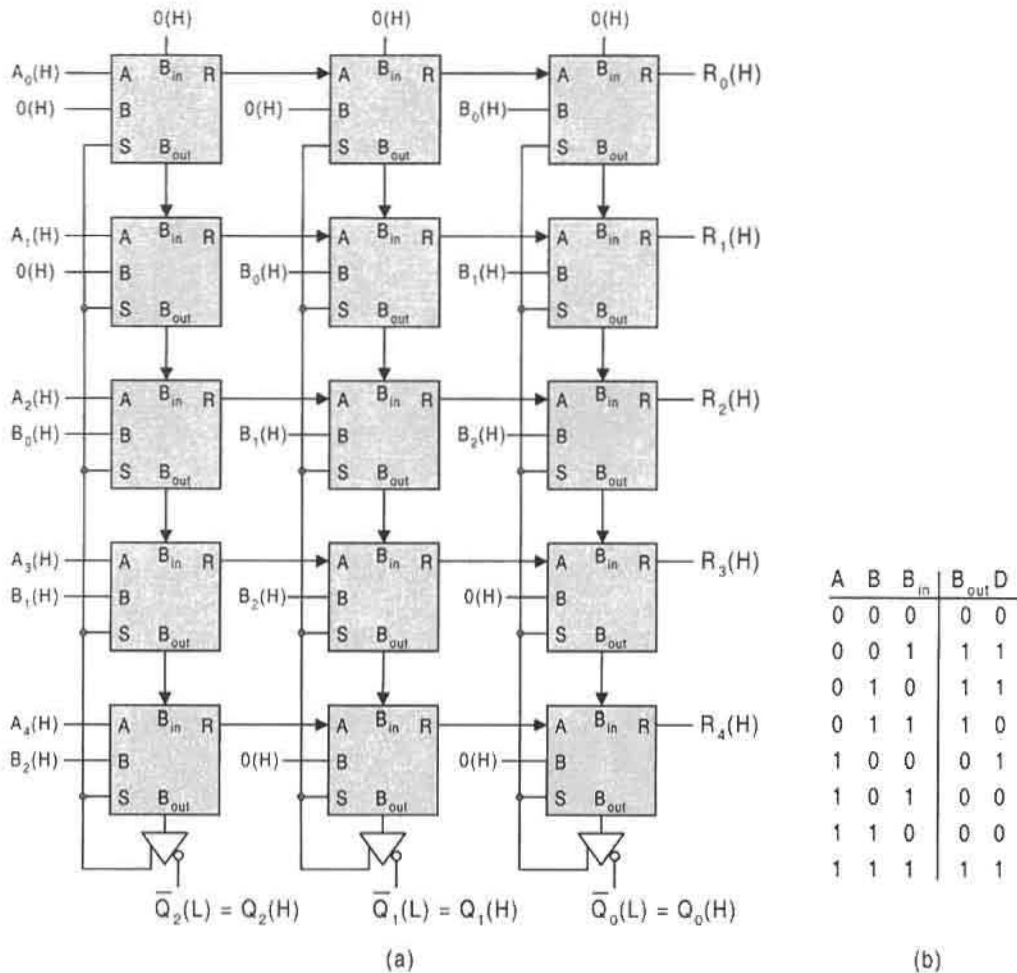 0(H) 0(H) 0(H)
A₀(H) A B_in R A B_in R A B_in R R₀(H)
0(H) B 0(H) B B₀(H) B
S B_out S B_out S B_out
A₁(H) A B_in R A B_in R A B_in R R₁(H)
0(H) B B₀(H) B B₁(H) B
S B_out S B_out S B_out
A₂(H) A B_in R A B_in R A B_in R R₂(H)
B₀(H) B B₁(H) B B₂(H) B
S B_out S B_out S B_out
A₃(H) A B_in R A B_in R A B_in R R₃(H)
B₁(H) B B₂(H) B 0(H) B
S B_out S B_out S B_out
A₄(H) A B_in R A B_in R A B_in R R₄(H)
B₂(H) B 0(H) B 0(H) B
S B_out S B_out S B_out
Q̅₂(L) = Q₂(H) Q̅₁(L) = Q₁(H) Q̅₀(L) = Q₀(H)
(a)
A B B_in B_out D
0 0 0 0 0
0 0 1 1 1
0 1 0 1 1
0 1 1 1 0
1 0 0 0 1
1 0 1 0 0
1 1 0 0 0
1 1 1 1 1
(b)